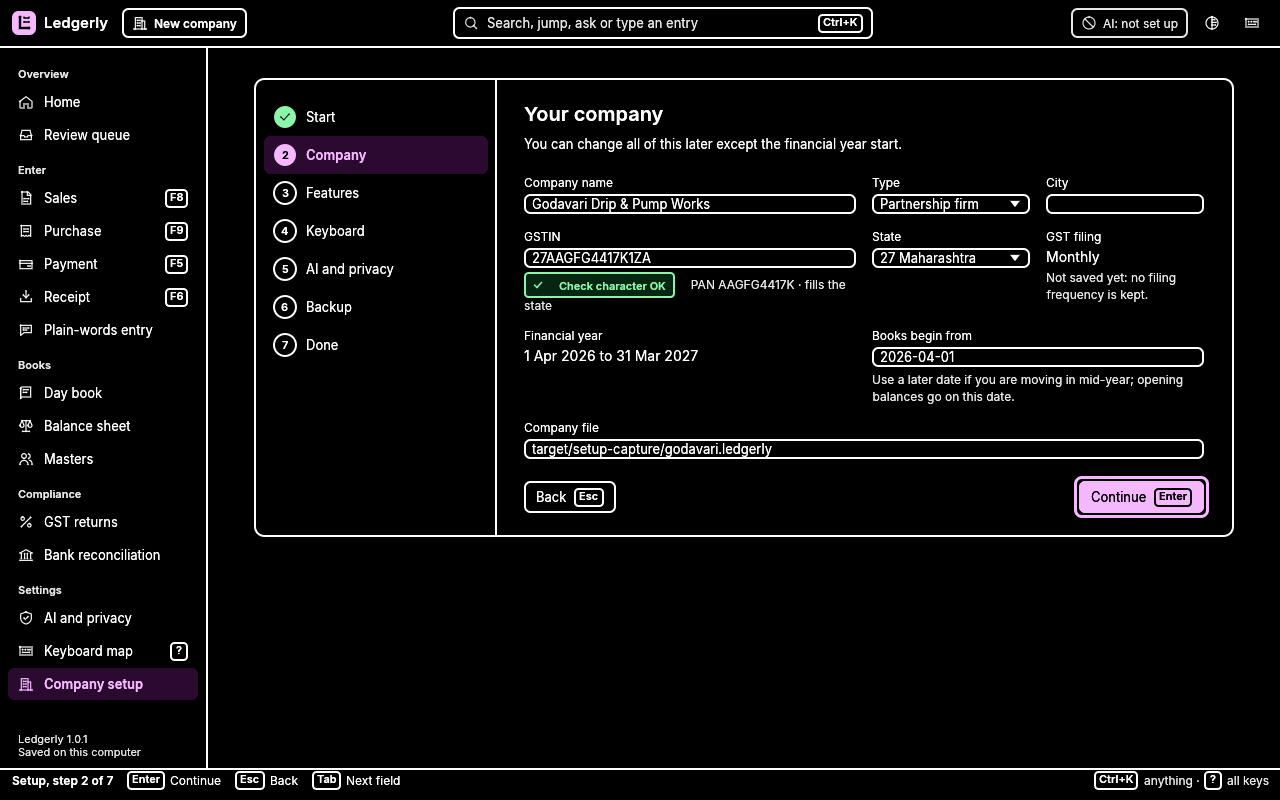 Ledgerly
New company
Search, jump, ask or type an entry
Ctrl+K
AI: not set up
Overview
Home
Review queue
Enter
Sales F8
Purchase F9
Payment F5
Receipt F6
Plain-words entry
Books
Day book
Balance sheet
Masters
Compliance
GST returns
Bank reconciliation
Settings
AI and privacy
Keyboard map ?
Company setup
Ledgerly 1.0.1
Saved on this computer
Start
2 Company
3 Features
4 Keyboard
5 AI and privacy
6 Backup
7 Done
Your company
You can change all of this later except the financial year start.
Company name
Godavari Drip & Pump Works
Type
Partnership firm
City
GSTIN
27AAGFG4417K1ZA
Check character OK PAN AAGFG4417K · fills the
state
State
27 Maharashtra
GST filing
Monthly
Not saved yet: no filing
frequency is kept.
Financial year
1 Apr 2026 to 31 Mar 2027
Books begin from
2026-04-01
Use a later date if you are moving in mid-year; opening
balances go on this date.
Company file
target/setup-capture/godavari.ledgerly
Back Esc
Continue Enter
Setup, step 2 of 7 Enter Continue Esc Back Tab Next field
Ctrl+K anything · ? all keys